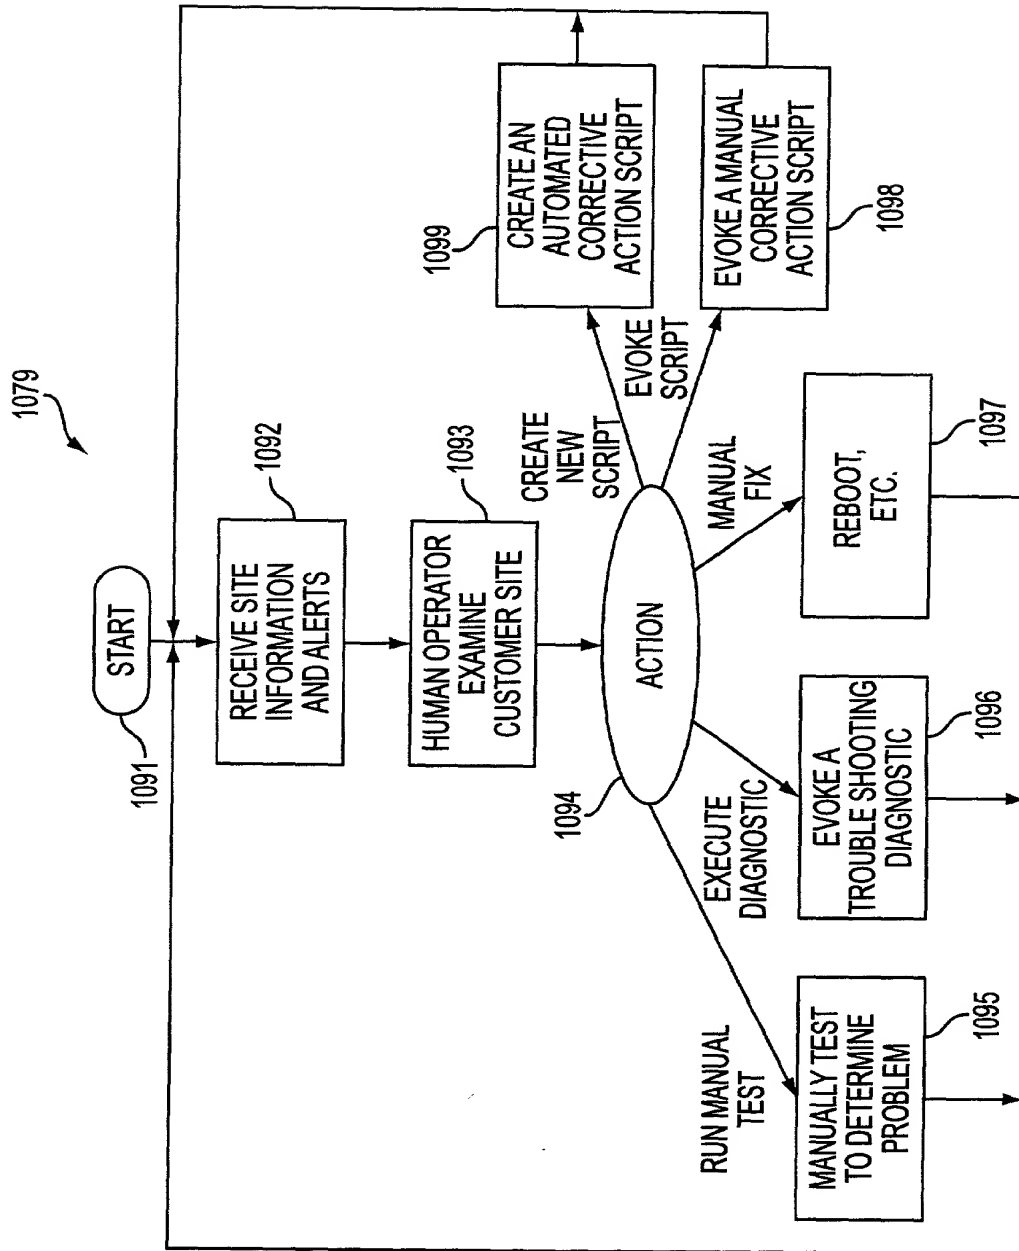 1079
START
1091
RECEIVE SITE
INFORMATION
AND ALERTS
1092
HUMAN OPERATOR
EXAMINE
CUSTOMER SITE
1093
ACTION
1094
RUN MANUAL
TEST
EXECUTE
DIAGNOSTIC
MANUAL
FIX
CREATE
NEW
SCRIPT
EVOKE
SCRIPT
MANUALLY TEST
TO DETERMINE
PROBLEM
1095
EVOKE A
TROUBLE SHOOTING
DIAGNOSTIC
1096
REBOOT,
ETC.
1097
CREATE AN
AUTOMATED
CORRECTIVE
ACTION SCRIPT
1099
EVOKE A MANUAL
CORRECTIVE
ACTION SCRIPT
1098